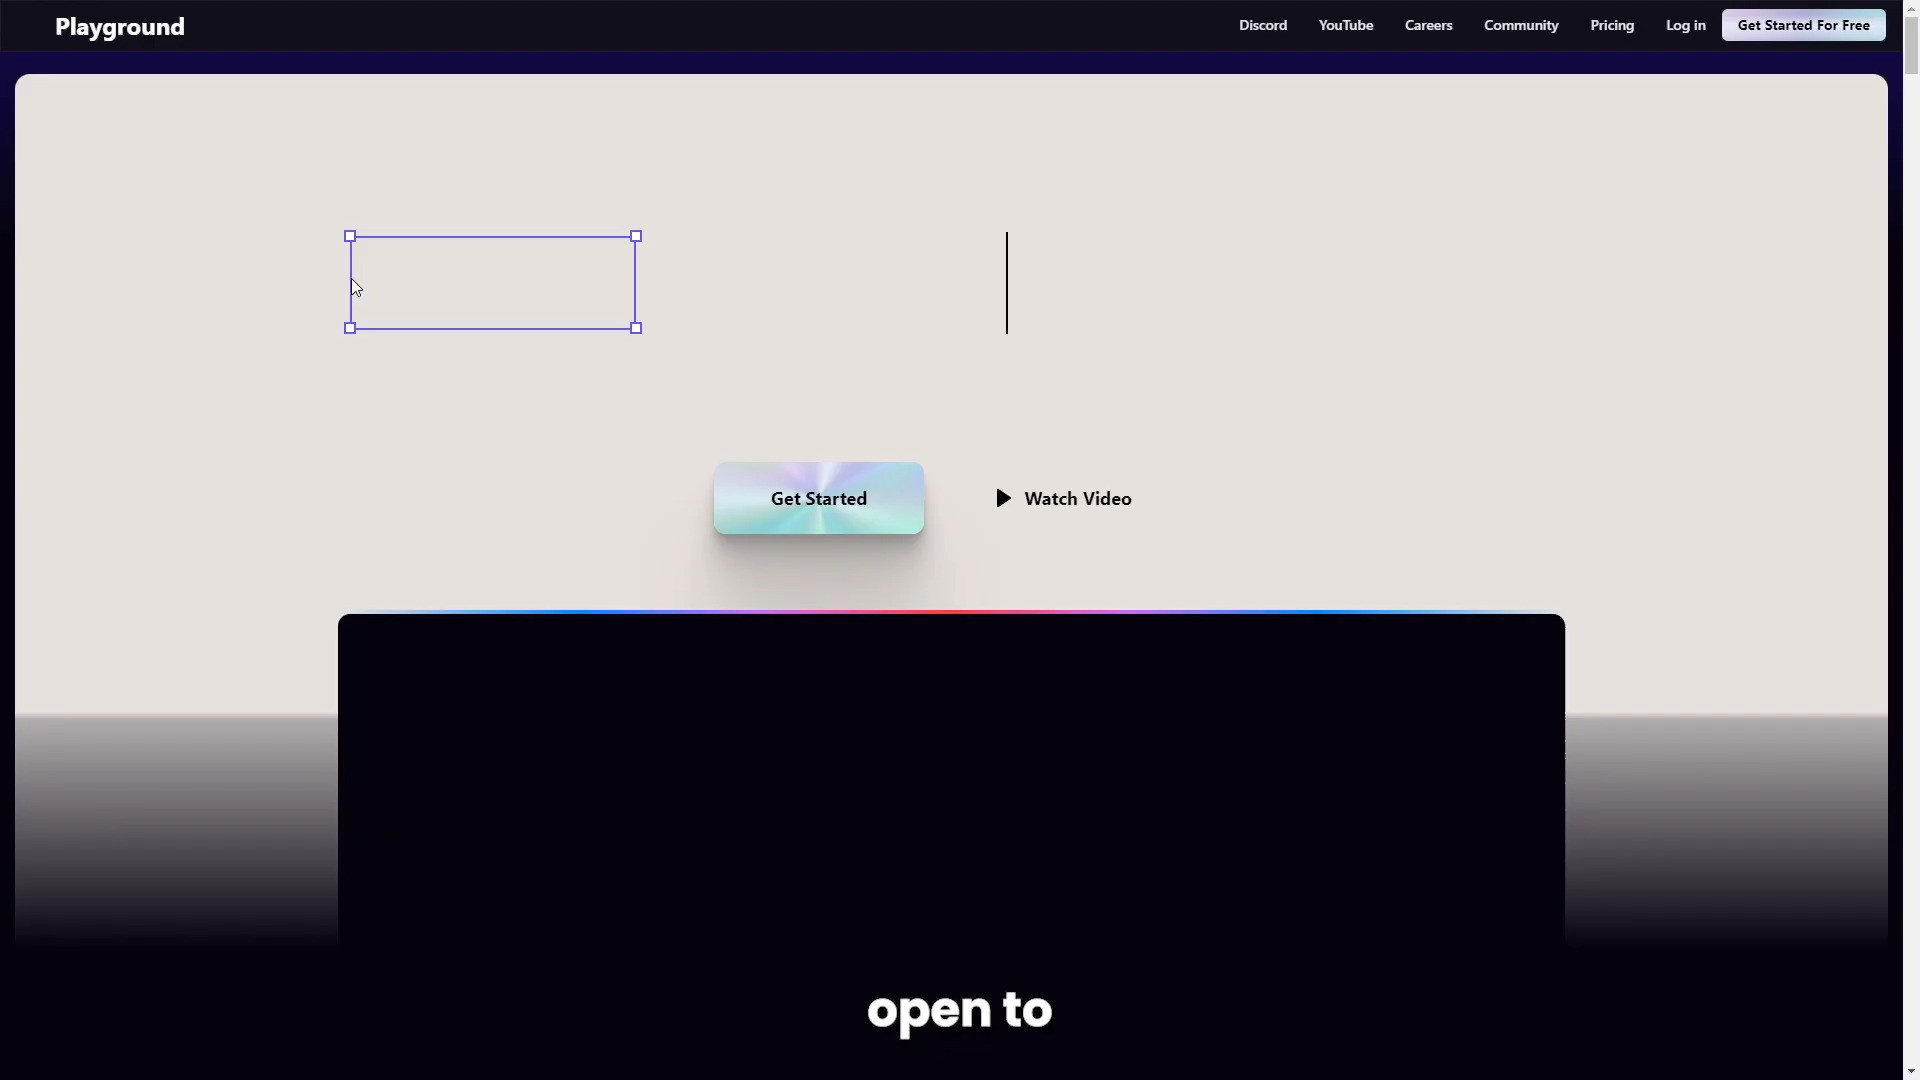 Playground
Discord YouTube Careers Community Pricing Log in Get Started For Free
Get Started
Watch Video
open to